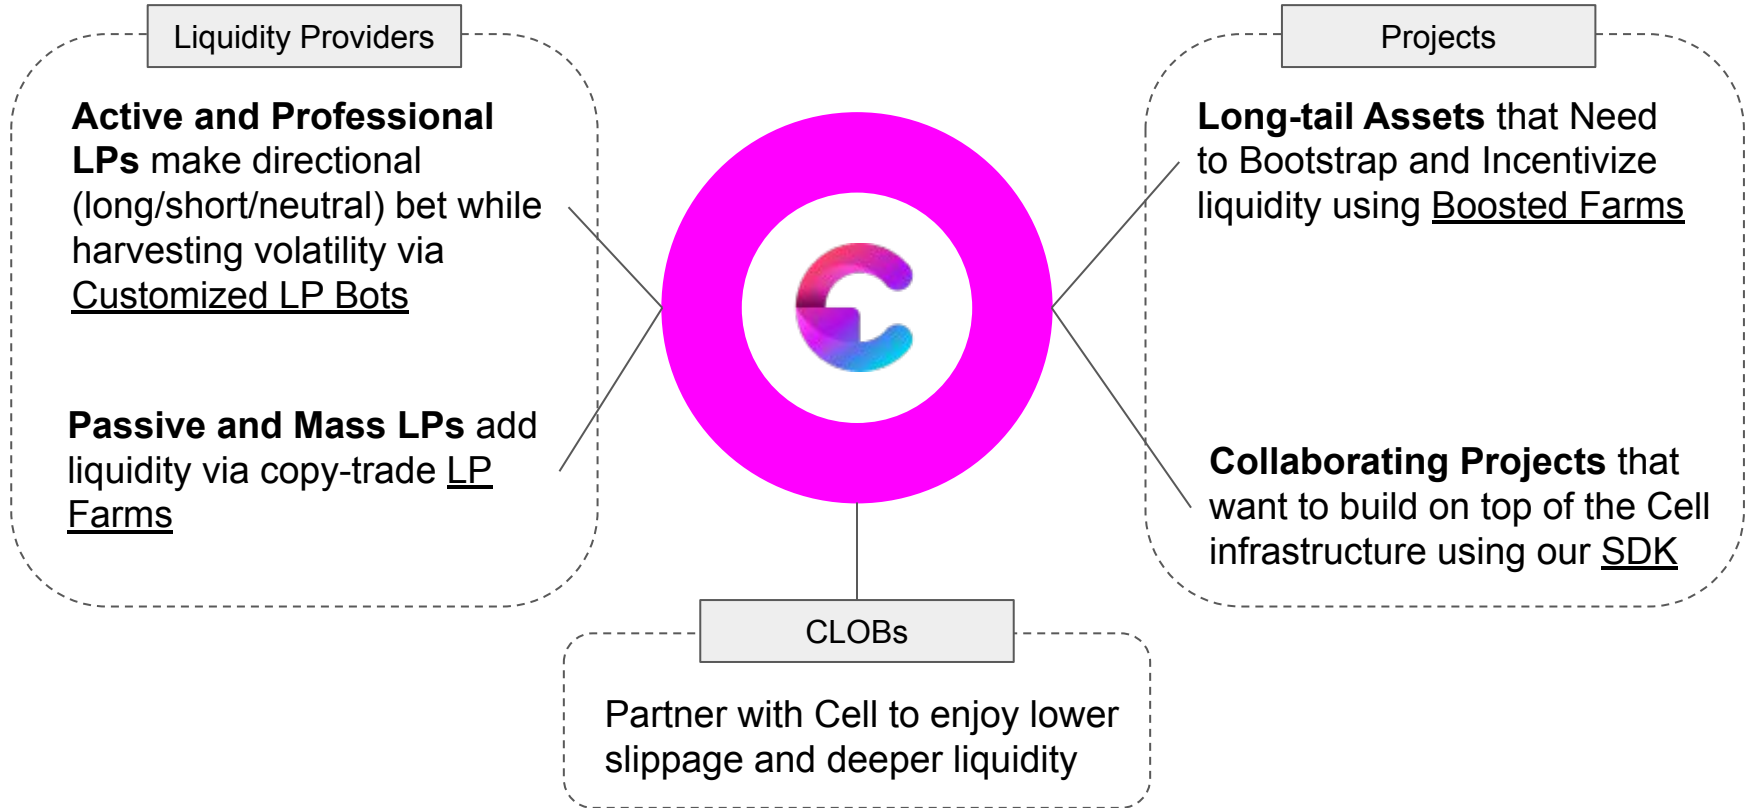 Liquidity Providers
Active and Professional
LPs make directional
(long/short/neutral) bet while
harvesting volatility via
Customized LP Bots
Passive and Mass LPs add
liquidity via copy-trade LP
Farms
Projects
Long-tail Assets that Need
to Bootstrap and Incentivize
liquidity using Boosted Farms
Collaborating Projects that
want to build on top of the Cell
infrastructure using our SDK
CLOBs
Partner with Cell to enjoy lower
slippage and deeper liquidity